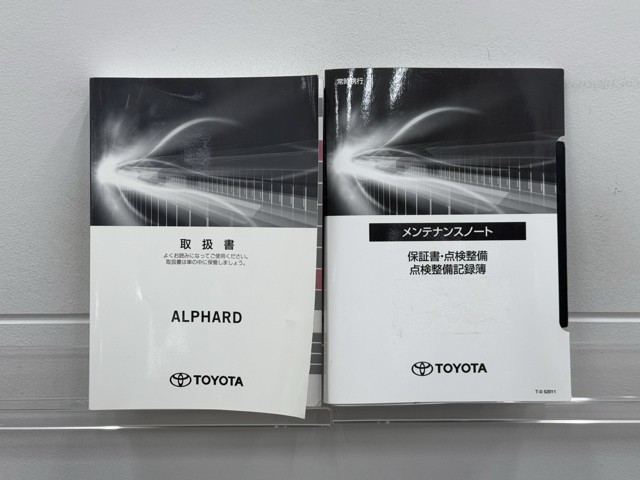 取扱書
よくお読みになってご使用ください。
取扱書は車の中に保管しましょう。
ALPHARD
TOYOTA
常時携行
メンテナンスノート
保証書・点検整備
点検整備記録簿
TOYOTA